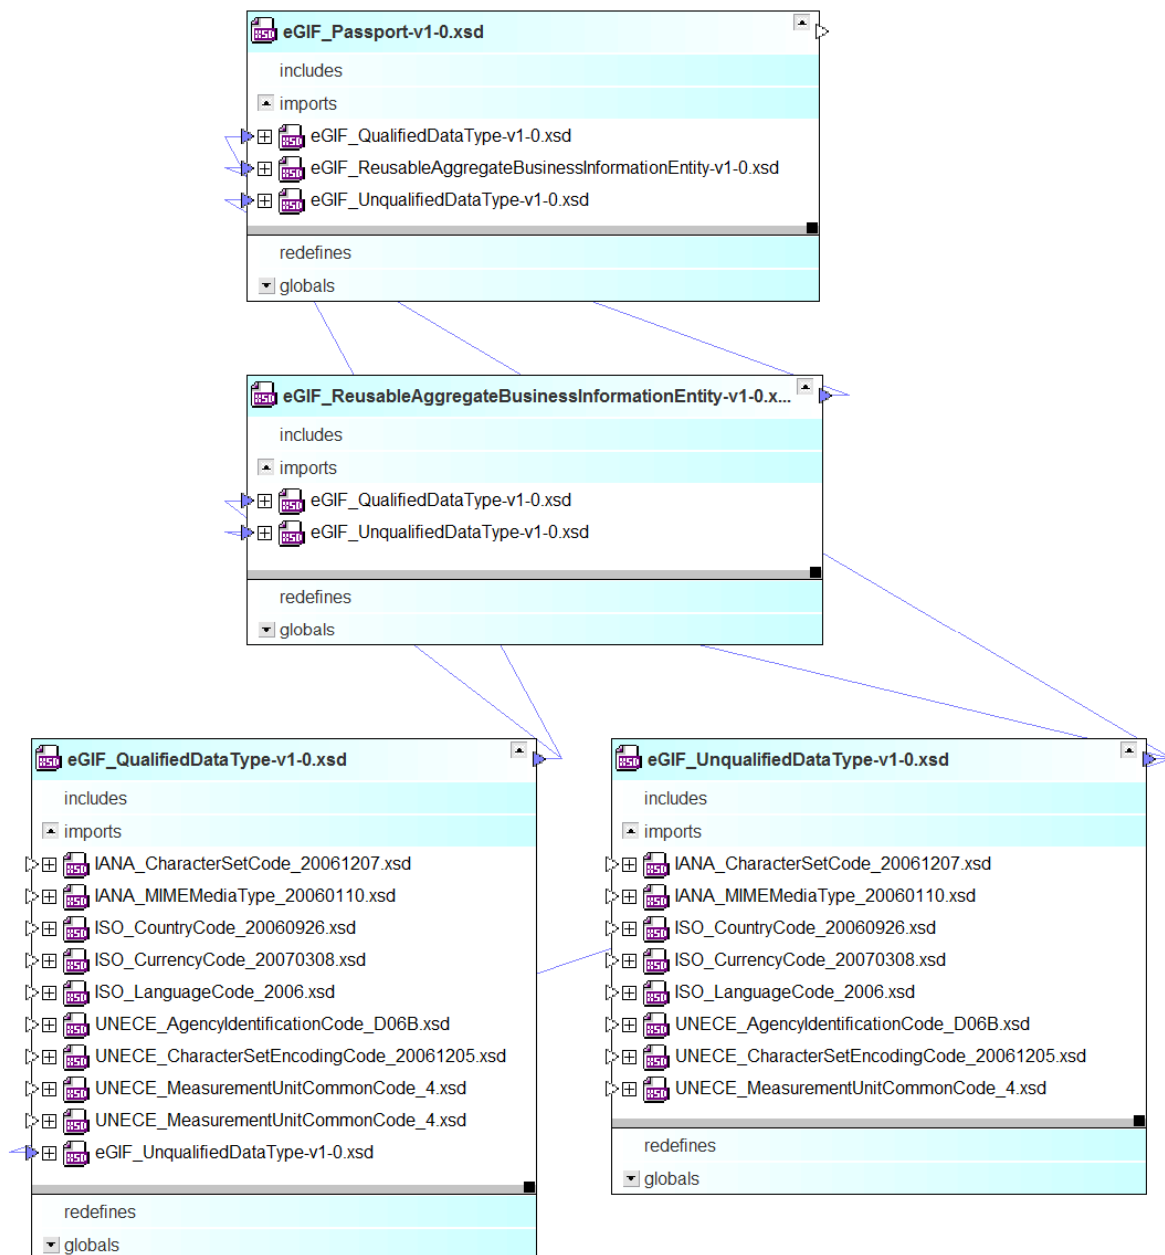 eGIF_Passport-v1-0.xsd
includes
imports
eGIF_QualifiedDataType-v1-0.xsd
eGIF_ReusableAggregateBusinessInformationEntity-v1-0.xsd
eGIF_UnqualifiedDataType-v1-0.xsd
redefines
globals
eGIF_ReusableAggregateBusinessInformationEntity-v1-0.x...
includes
imports
eGIF_QualifiedDataType-v1-0.xsd
eGIF_UnqualifiedDataType-v1-0.xsd
redefines
globals
eGIF_QualifiedDataType-v1-0.xsd
includes
imports
IANA_CharacterSetCode_20061207.xsd
IANA_MIMEMediaType_20060110.xsd
ISO_CountryCode_20060926.xsd
ISO_CurrencyCode_20070308.xsd
ISO_LanguageCode_2006.xsd
UNECE_AgencyIdentificationCode_D06B.xsd
UNECE_CharacterSetEncodingCode_20061205.xsd
UNECE_MeasurementUnitCommonCode_4.xsd
UNECE_MeasurementUnitCommonCode_4.xsd
eGIF_UnqualifiedDataType-v1-0.xsd
redefines
globals
eGIF_UnqualifiedDataType-v1-0.xsd
includes
imports
IANA_CharacterSetCode_20061207.xsd
IANA_MIMEMediaType_20060110.xsd
ISO_CountryCode_20060926.xsd
ISO_CurrencyCode_20070308.xsd
ISO_LanguageCode_2006.xsd
UNECE_AgencyIdentificationCode_D06B.xsd
UNECE_CharacterSetEncodingCode_20061205.xsd
UNECE_MeasurementUnitCommonCode_4.xsd
redefines
globals